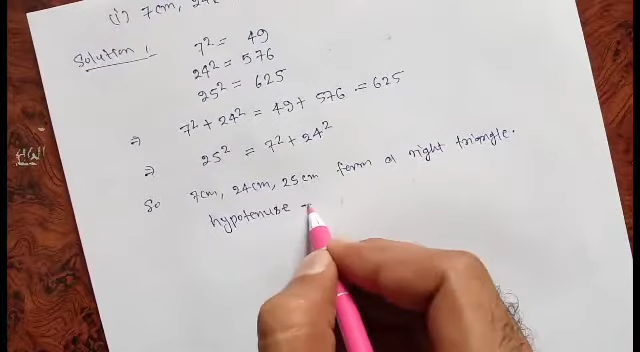 (i) 7cm, 24
Solution,
7² = 49
24² = 576
25² = 625
⇒ 7² + 24² = 49 + 576 = 625
⇒ 25² = 7² + 24²
So 7cm, 24cm, 25cm form a right triangle.
hypotenuse -